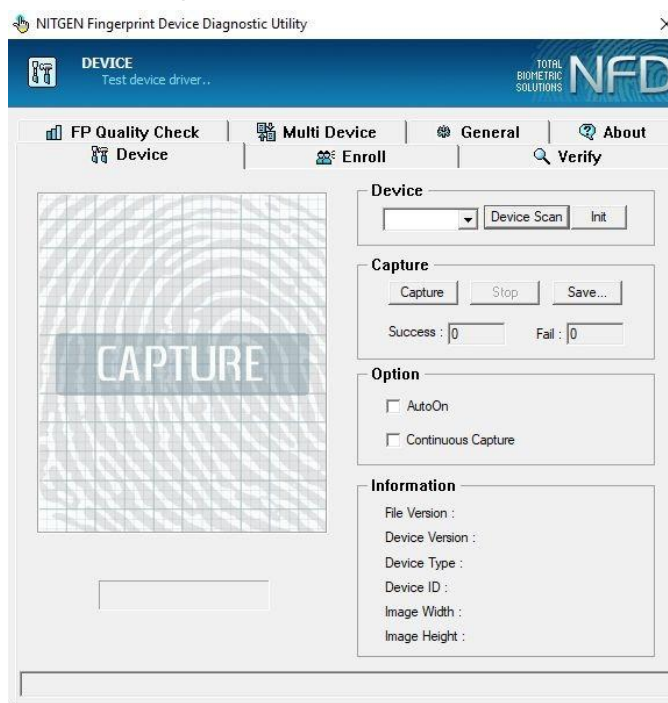 NITGEN Fingerprint Device Diagnostic Utility
DEVICE
Test device driver..
TOTAL
BIOMETRIC
SOLUTIONS
NFD
FP Quality Check
Multi Device
General
About
Device
Enroll
Verify
CAPTURE
Device
Device Scan
Init
Capture
Capture
Stop
Save...
Success : 0
Fail : 0
Option
AutoOn
Continuous Capture
Information
File Version :
Device Version :
Device Type :
Device ID :
Image Width :
Image Height :